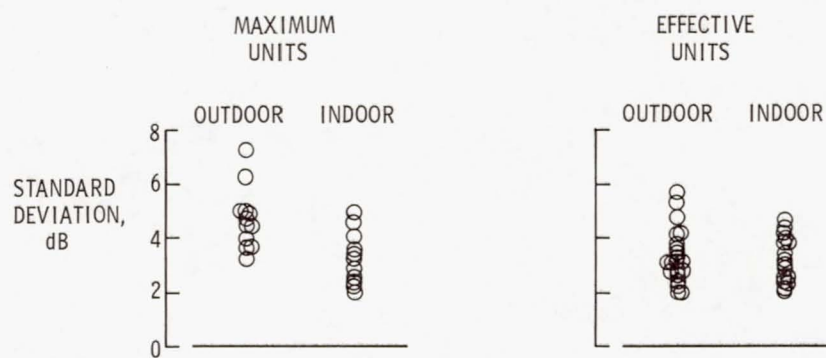 MAXIMUM
UNITS
EFFECTIVE
UNITS
OUTDOOR
INDOOR
OUTDOOR
INDOOR
STANDARD
DEVIATION,
dB
8
6
4
2
0